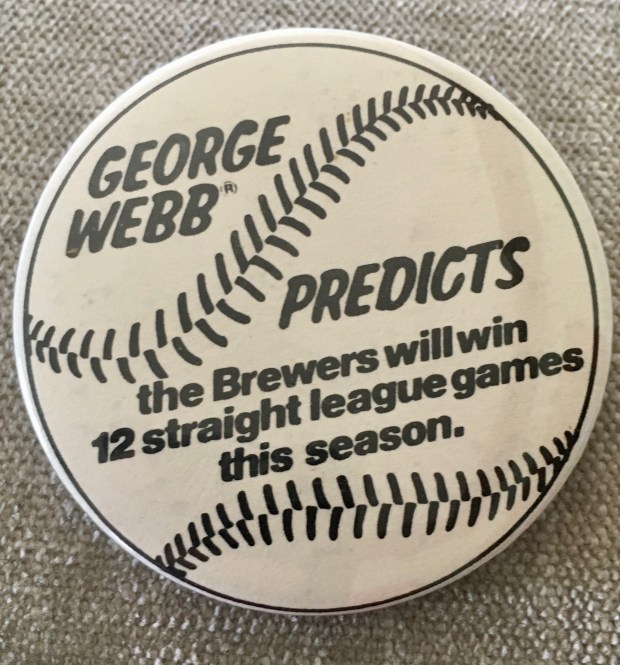 GEORGE
WEBB®
PREDICTS
the Brewers will win
12 straight league games
this season.